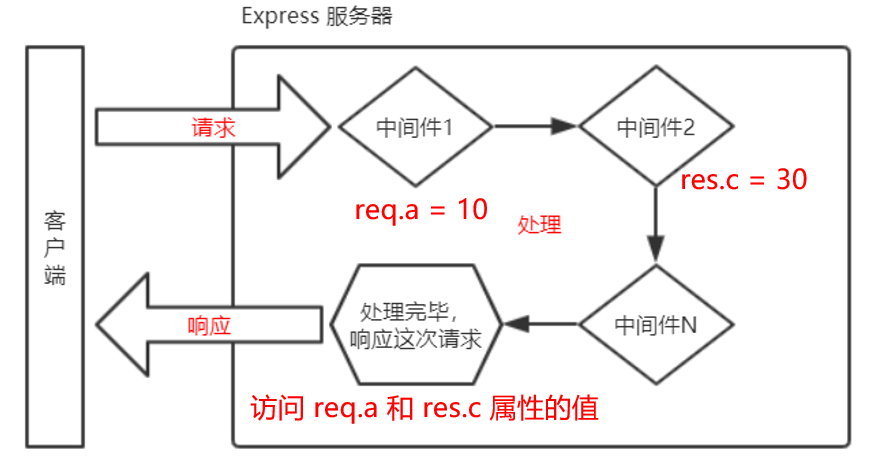 Express 服务器
请求
中间件1
中间件2
req.a = 10
res.c = 30
处理
客
户
端
响应
处理完毕，
响应这次请求
中间件N
访问 req.a 和 res.c 属性的值